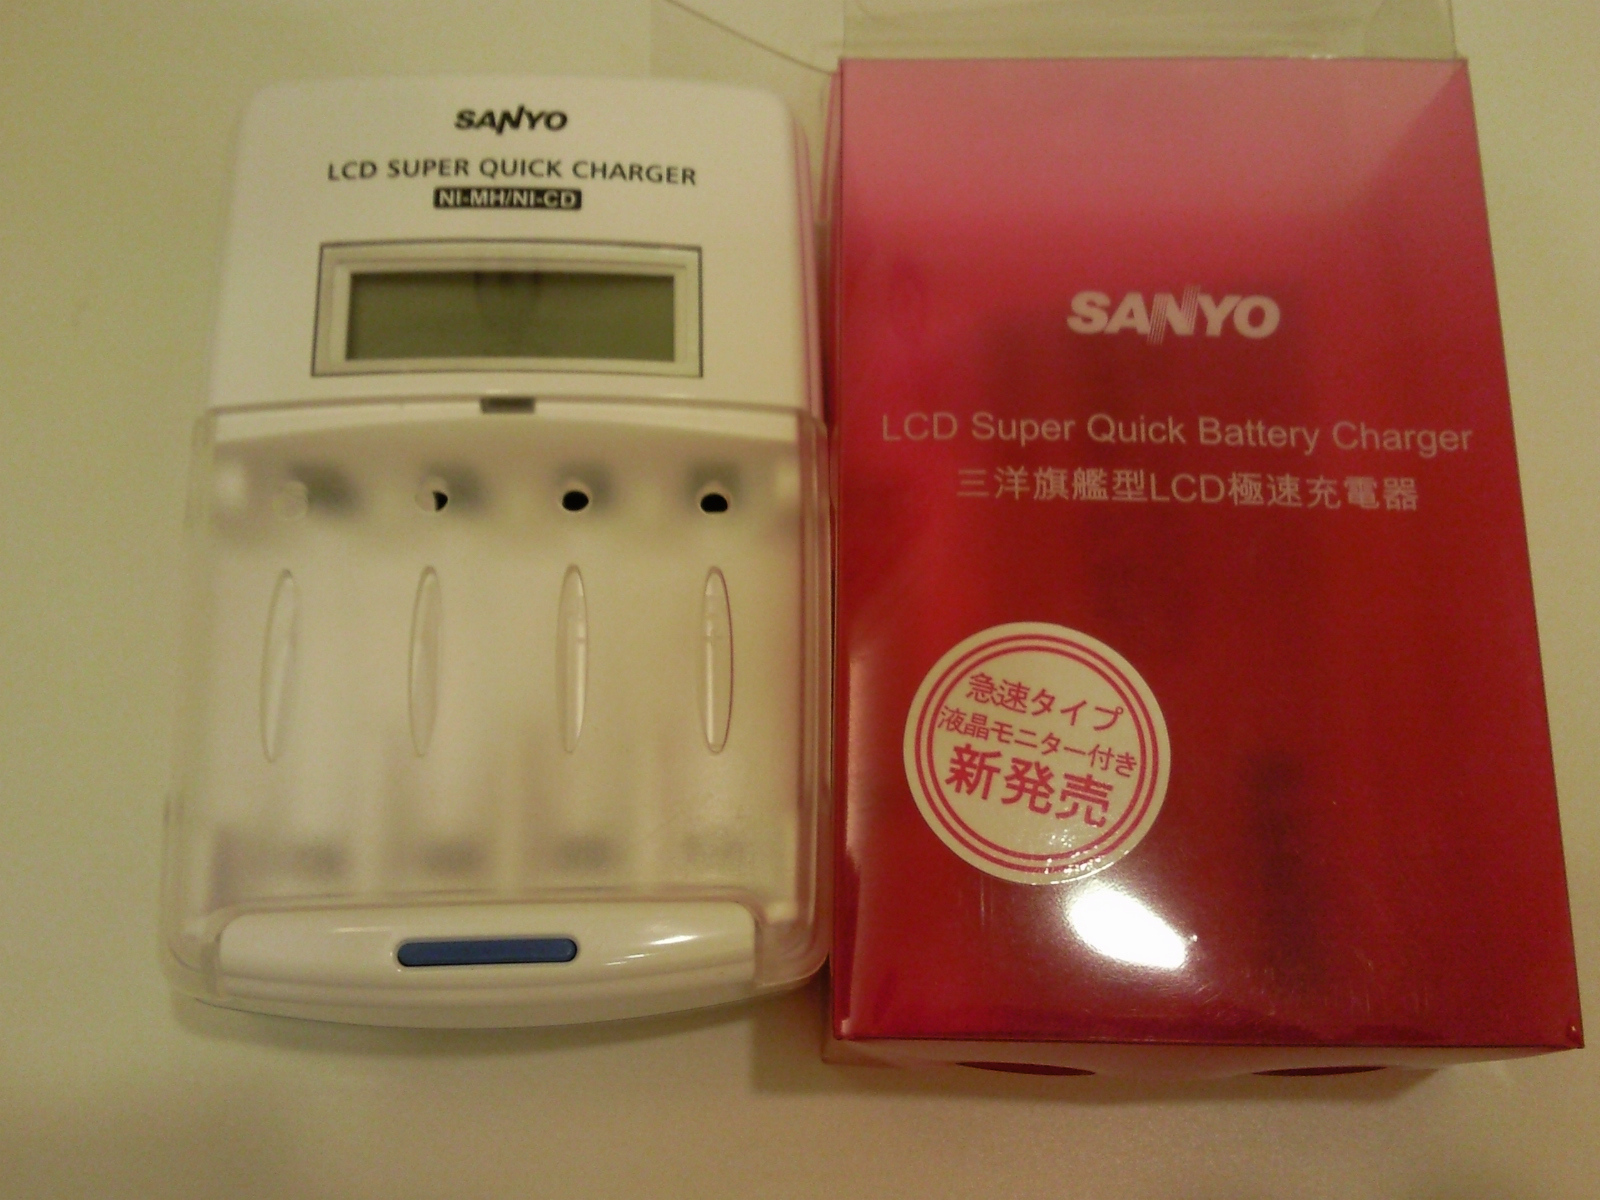 SANYO
LCD SUPER QUICK CHARGER
NI-MH/NI-CD
SANYO
LCD Super Quick Battery Charger
三洋旗艦型LCD極速充電器
急速タイプ
液晶モニター付き
新発売